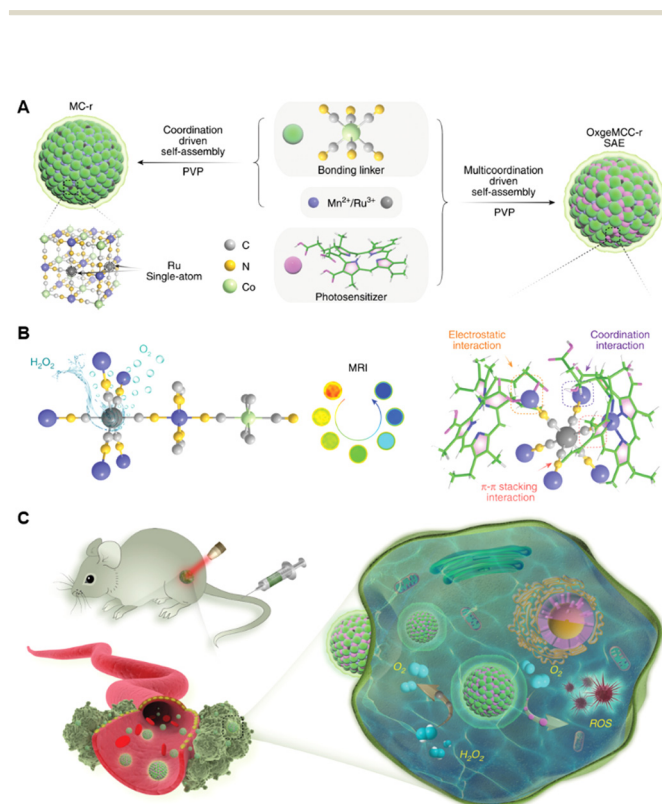 A
MC-r
Coordination
driven
self-assembly
PVP
Bonding linker
Mn²⁺/Ru³⁺
Photosensitizer
Multicoordination
driven
self-assembly
PVP
OxgeMCC-r
SAE
Ru
Single-atom
C
N
Co
B
H₂O₂
O₂
MRI
Electrostatic
interaction
Coordination
interaction
π-π stacking
interaction
C
O₂
O₂
H₂O₂
ROS